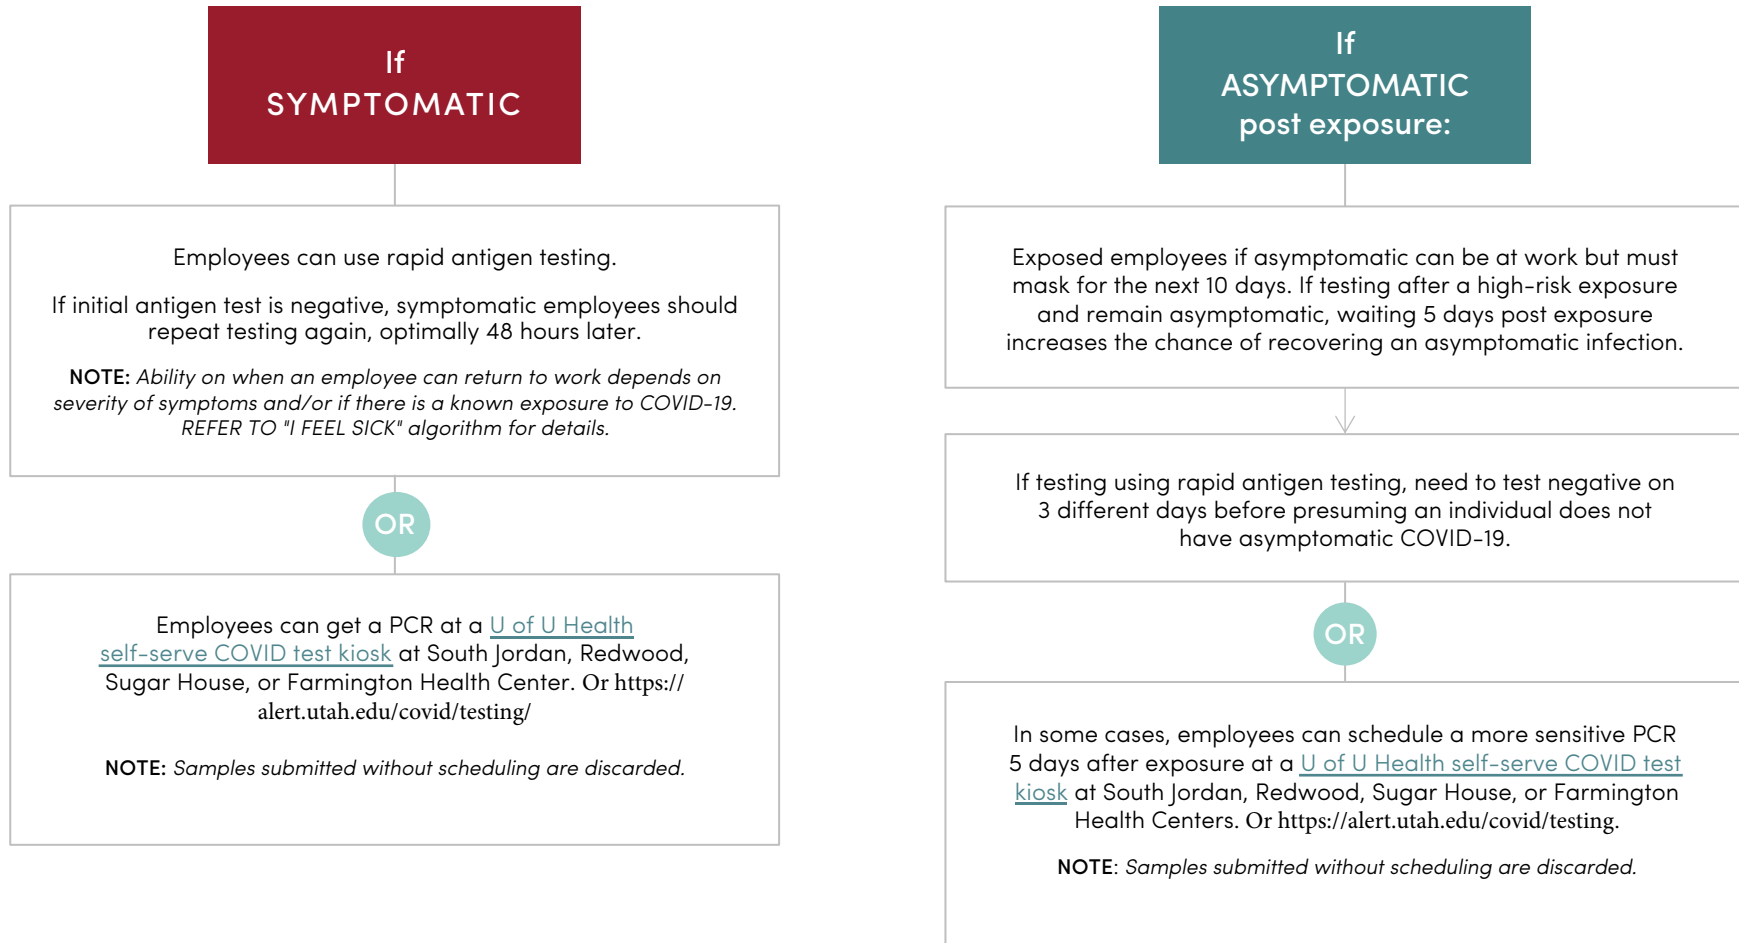 If
SYMPTOMATIC
Employees can use rapid antigen testing.
If initial antigen test is negative, symptomatic employees should
repeat testing again, optimally 48 hours later.
NOTE: Ability on when an employee can return to work depends on
severity of symptoms and/or if there is a known exposure to COVID-19.
REFER TO "I FEEL SICK" algorithm for details.
OR
Employees can get a PCR at a U of U Health
self-serve COVID test kiosk at South Jordan, Redwood,
Sugar House, or Farmington Health Center. Or https://
alert.utah.edu/covid/testing/
NOTE: Samples submitted without scheduling are discarded.
If
ASYMPTOMATIC
post exposure:
Exposed employees if asymptomatic can be at work but must
mask for the next 10 days. If testing after a high-risk exposure
and remain asymptomatic, waiting 5 days post exposure
increases the chance of recovering an asymptomatic infection.
If testing using rapid antigen testing, need to test negative on
3 different days before presuming an individual does not
have asymptomatic COVID-19.
OR
In some cases, employees can schedule a more sensitive PCR
5 days after exposure at a U of U Health self-serve COVID test
kiosk at South Jordan, Redwood, Sugar House, or Farmington
Health Centers. Or https://alert.utah.edu/covid/testing.
NOTE: Samples submitted without scheduling are discarded.